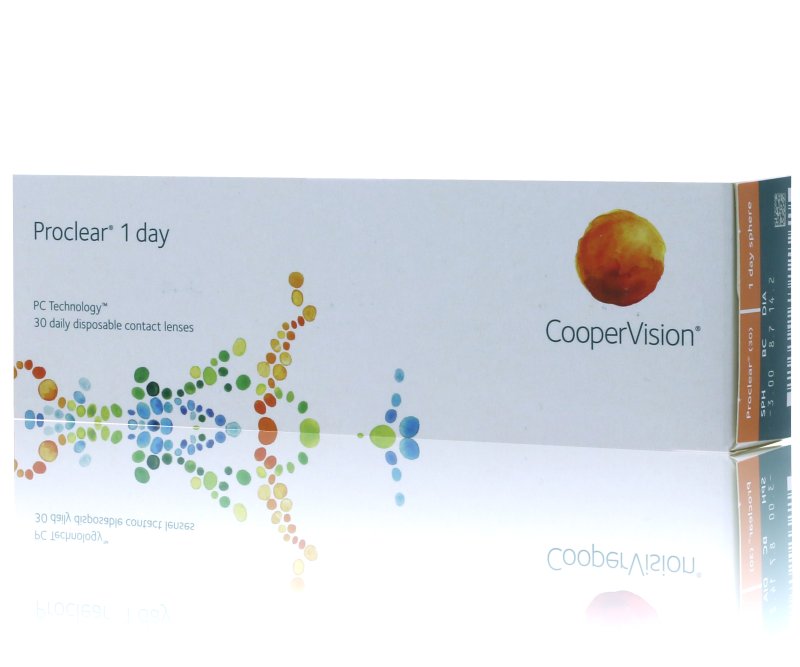 Proclear® 1 day
PC Technology™
30 daily disposable contact lenses
CooperVision®
Proclear™ (30) 1 day sphere
SPH BC DIA
-3.00 8.7 14.2